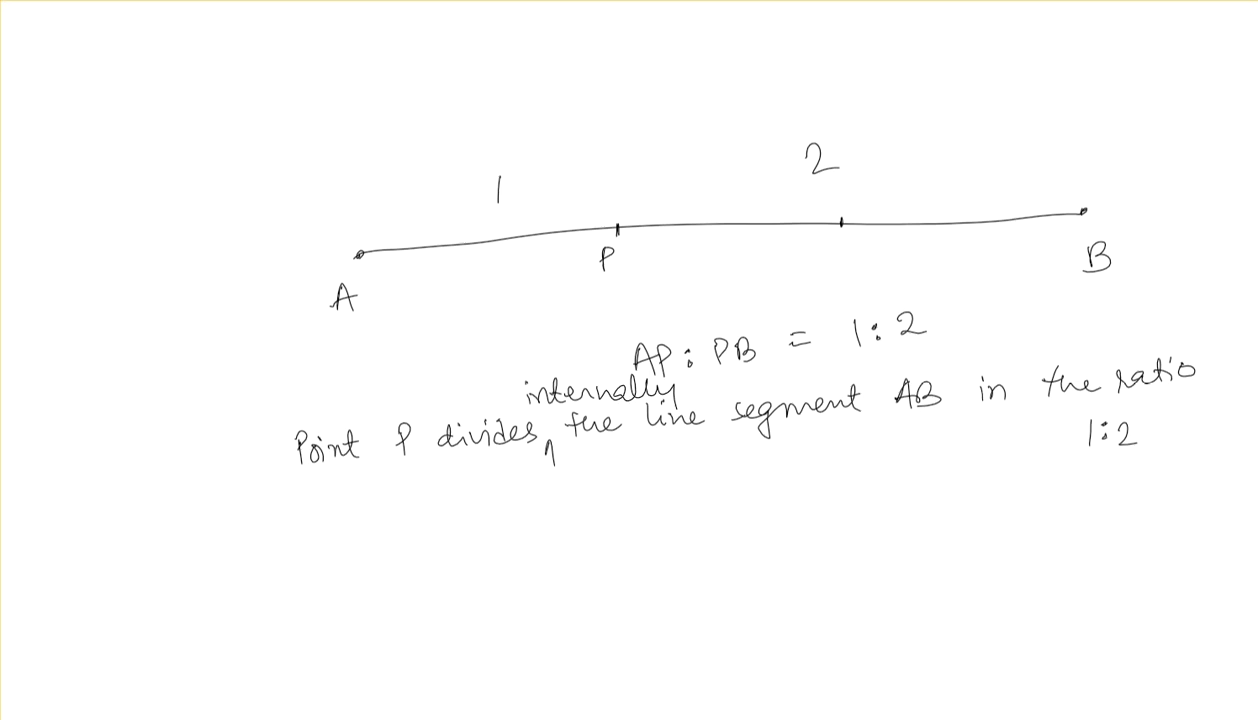 1 2
A P B
AP : PB = 1 : 2
internally
Point P divides ^ the line segment AB in the ratio
1 : 2